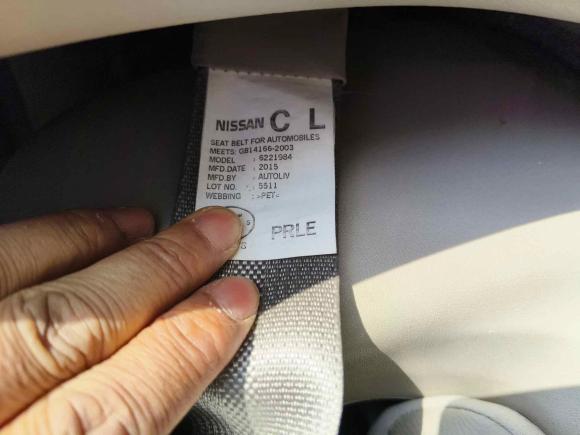 NISSAN C L
SEAT BELT FOR AUTOMOBILES
MEETS: GB14166-2003
MODEL : 6221984
MFD.DATE : 2015
MFD.BY : AUTOLIV
LOT NO. : 5511
WEBBING : >PET<
PRLE